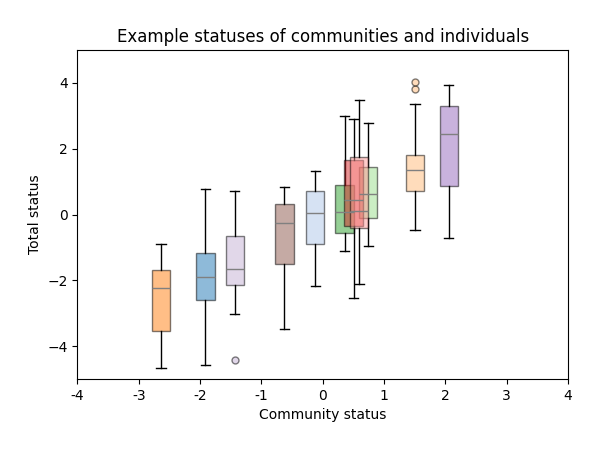 Example statuses of communities and individuals
Total status
4
2
0
−2
−4
-4 -3 -2 -1 0 1 2 3 4
Community status